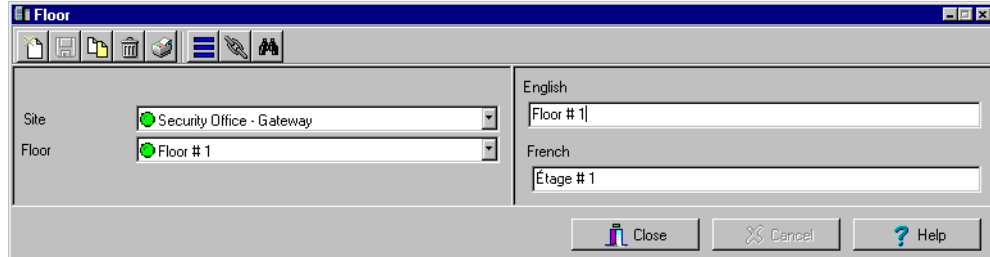 Floor
English
Site
Security Office - Gateway
Floor # 1
Floor
Floor # 1
French
Étage # 1
Close
Cancel
? Help